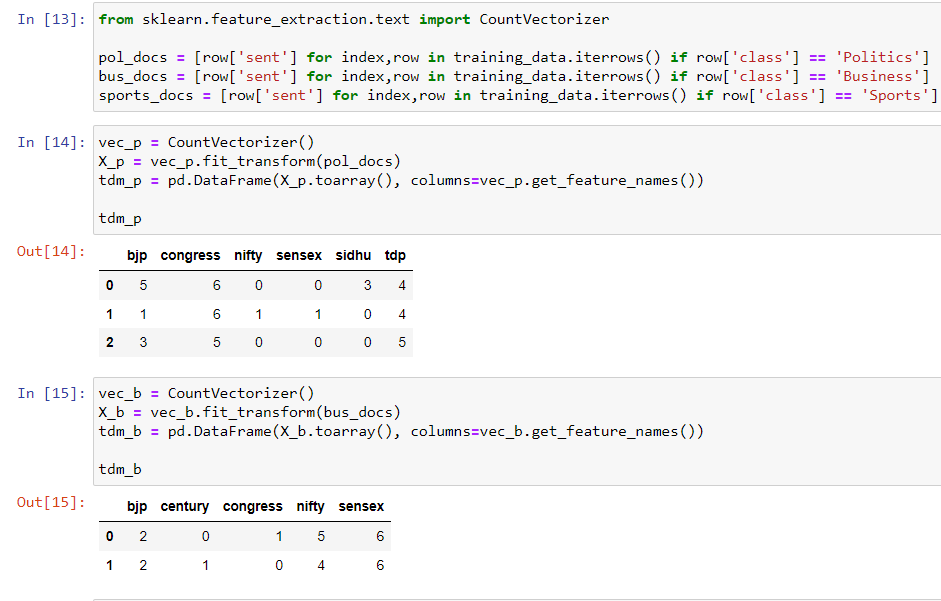 In [13]: from sklearn.feature_extraction.text import CountVectorizer
pol_docs = [row['sent'] for index,row in training_data.iterrows() if row['class'] == 'Politics']
bus_docs = [row['sent'] for index,row in training_data.iterrows() if row['class'] == 'Business']
sports_docs = [row['sent'] for index,row in training_data.iterrows() if row['class'] == 'Sports']
In [14]: vec_p = CountVectorizer()
X_p = vec_p.fit_transform(pol_docs)
tdm_p = pd.DataFrame(X_p.toarray(), columns=vec_p.get_feature_names())
tdm_p
Out[14]: bjp congress nifty sensex sidhu tdp
0 5 6 0 0 3 4
1 1 6 1 1 0 4
2 3 5 0 0 0 5
In [15]: vec_b = CountVectorizer()
X_b = vec_b.fit_transform(bus_docs)
tdm_b = pd.DataFrame(X_b.toarray(), columns=vec_b.get_feature_names())
tdm_b
Out[15]: bjp century congress nifty sensex
0 2 0 1 5 6
1 2 1 0 4 6